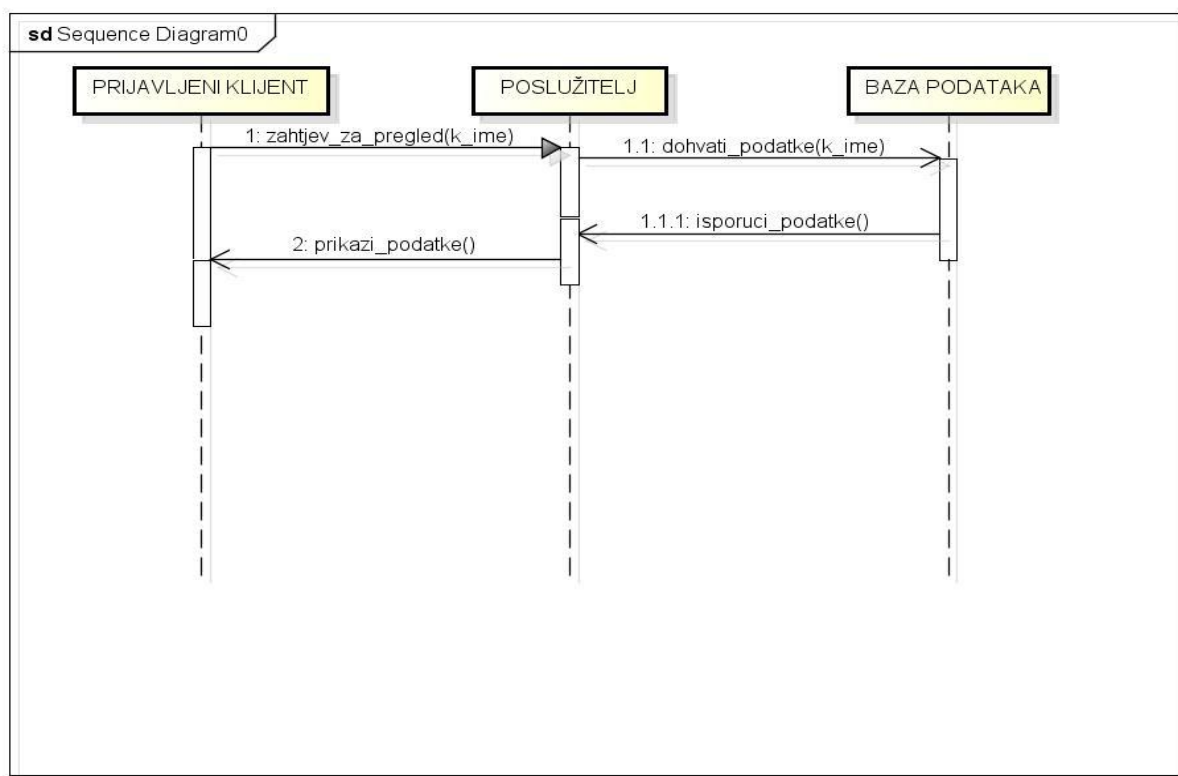 sd Sequence Diagram0
PRIJAVLJENI KLIJENT
POSLUŽITELJ
BAZA PODATAKA
1: zahtjev_za_pregled(k_ime)
1.1: dohvati_podatke(k_ime)
1.1.1: isporuci_podatke()
2: prikazi_podatke()